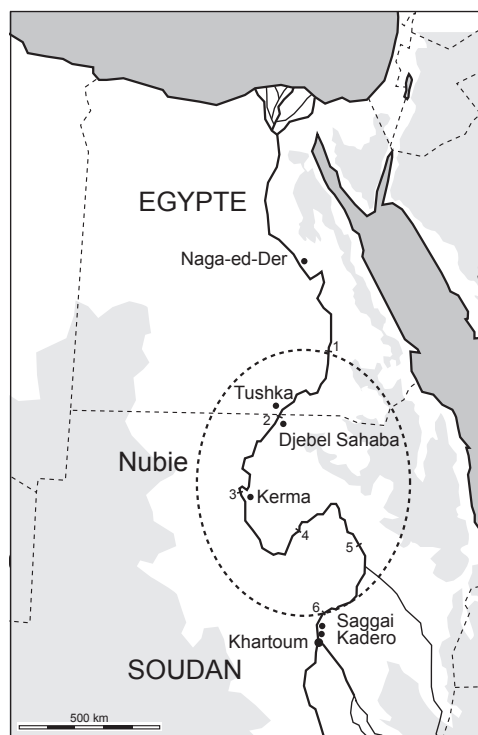 EGYPTE
Naga-ed-Der
1
Tushka
2
Djebel Sahaba
Nubie
3
Kerma
4
5
6
Saggai
Kadero
Khartoum
SOUDAN
500 km